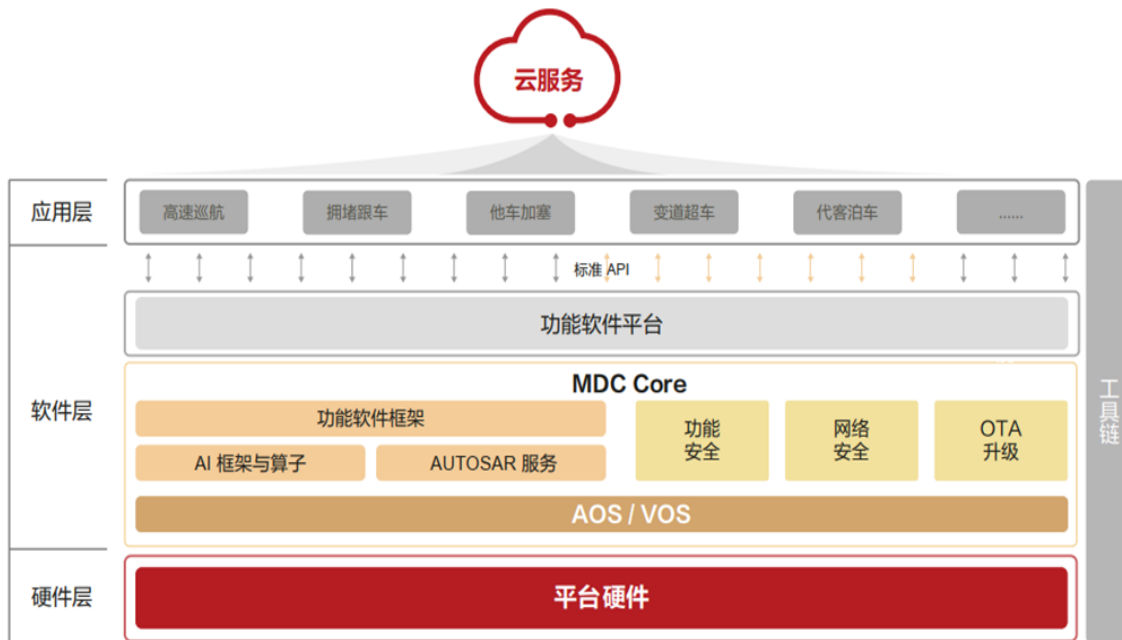 云服务
应用层
高速巡航
拥堵跟车
他车加塞
变道超车
代客泊车
......
标准 API
软件层
功能软件平台
MDC Core
功能软件框架
AI 框架与算子
AUTOSAR 服务
功能
安全
网络
安全
OTA
升级
AOS / VOS
硬件层
平台硬件
工具链